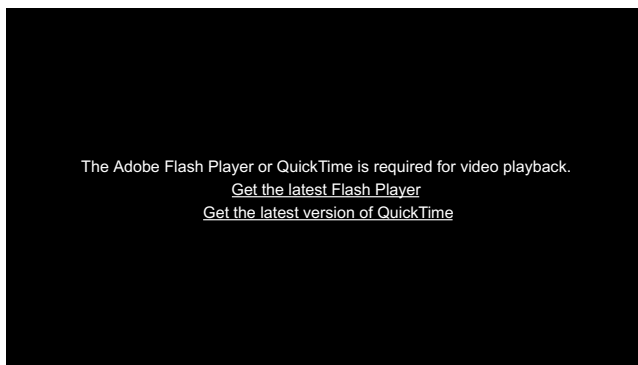 The Adobe Flash Player or QuickTime is required for video playback.
Get the latest Flash Player
Get the latest version of QuickTime